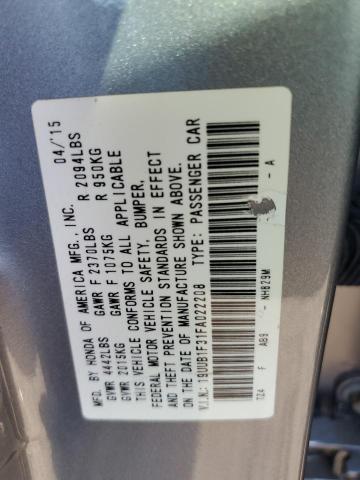 MFD. BY HONDA OF AMERICA MFG., INC. 04/'15
GVWR 4442LBS GAWR F 2370LBS R 2094LBS
GVWR 2015KG GAWR F 1075KG R 950KG
THIS VEHICLE CONFORMS TO ALL APPLICABLE
FEDERAL MOTOR VEHICLE SAFETY, BUMPER,
AND THEFT PREVENTION STANDARDS IN EFFECT
ON THE DATE OF MANUFACTURE SHOWN ABOVE.
V.I.N.: 19UUB1F31FA022208 TYPE: PASSENGER CAR
TZ4 F A89 - NH829M - A